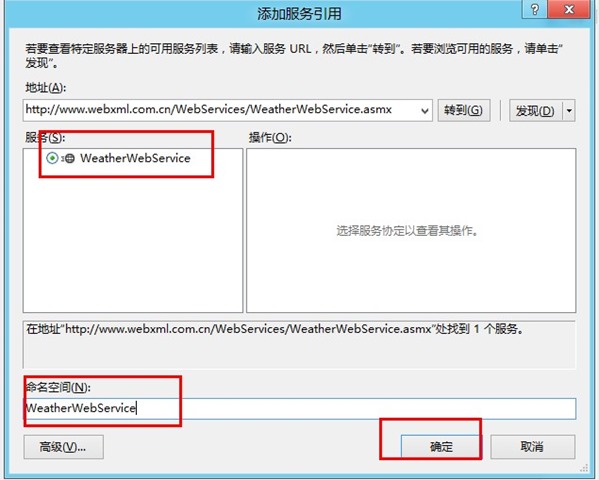 添加服务引用
若要查看特定服务器上的可用服务列表，请输入服务 URL，然后单击“转到”。若要浏览可用的服务，请单击“
发现”。
地址(A):
http://www.webxml.com.cn/WebServices/WeatherWebService.asmx 转到(G) 发现(D)
服务(S): 操作(O):
WeatherWebService
选择服务协定以查看其操作。
在地址“http://www.webxml.com.cn/WebServices/WeatherWebService.asmx”处找到 1 个服务。
命名空间(N):
WeatherWebService
高级(V)... 确定 取消